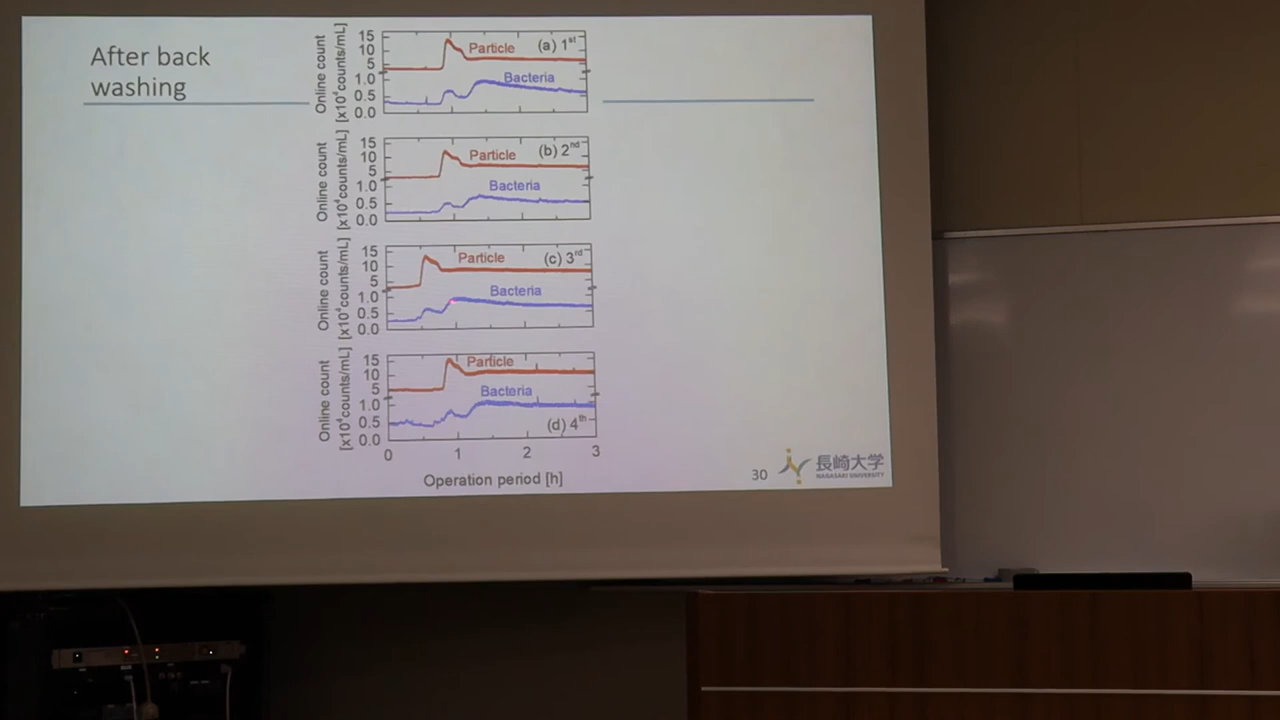 After back
washing
Online count
[x10⁴counts/mL]
15
10
5
1.0
0.5
0.0
Particle
(a) 1st
Bacteria
Online count
[x10⁴counts/mL]
15
10
5
1.0
0.5
0.0
Particle
(b) 2nd
Bacteria
Online count
[x10⁴counts/mL]
15
10
5
1.0
0.5
0.0
Particle
(c) 3rd
Bacteria
Online count
[x10⁴counts/mL]
15
10
5
1.0
0.5
0.0
Particle
Bacteria
(d) 4th
0 1 2 3
Operation period [h]
30
長崎大学
NAGASAKI UNIVERSITY